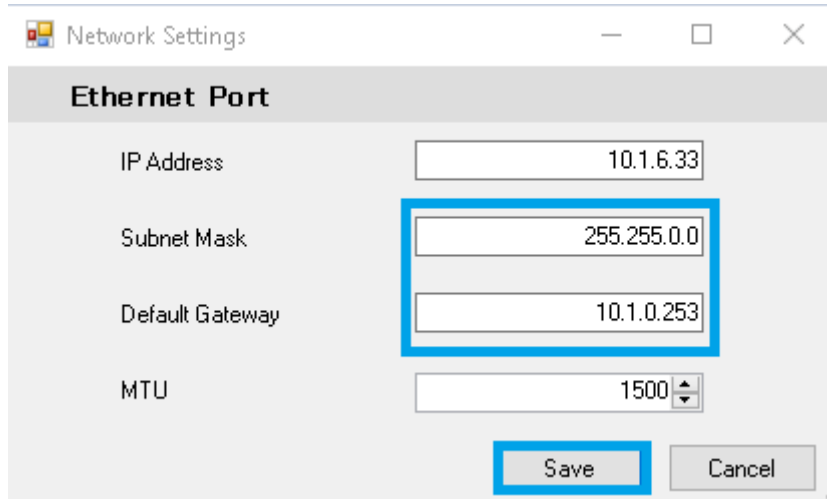 Network Settings
Ethernet Port
IP Address 10.1.6.33
Subnet Mask 255.255.0.0
Default Gateway 10.1.0.253
MTU 1500
Save Cancel